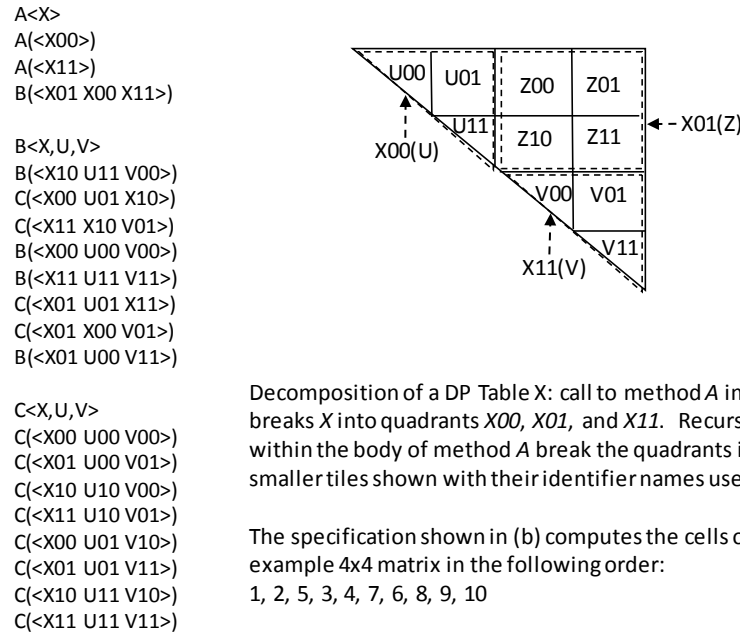 A<X>
A(<X00>)
A(<X11>)
B(<X01 X00 X11>)
B<X,U,V>
B(<X10 U11 V00>)
C(<X00 U01 X10>)
C(<X11 X10 V01>)
B(<X00 U00 V00>)
B(<X11 U11 V11>)
C(<X01 U01 X11>)
C(<X01 X00 V01>)
B(<X01 U00 V11>)
C<X,U,V>
C(<X00 U00 V00>)
C(<X01 U00 V01>)
C(<X10 U10 V00>)
C(<X11 U10 V01>)
C(<X00 U01 V10>)
C(<X01 U01 V11>)
C(<X10 U11 V10>)
C(<X11 U11 V11>)
U00 U01 Z00 Z01
X01(Z)
U11 Z10 Z11
X00(U)
V00 V01
V11
X11(V)
Decomposition of a DP Table X: call to method A in
breaks X into quadrants X00, X01, and X11. Recurs
within the body of method A break the quadrants i
smaller tiles shown with their identifier names use
The specification shown in (b) computes the cells o
example 4x4 matrix in the following order:
1, 2, 5, 3, 4, 7, 6, 8, 9, 10